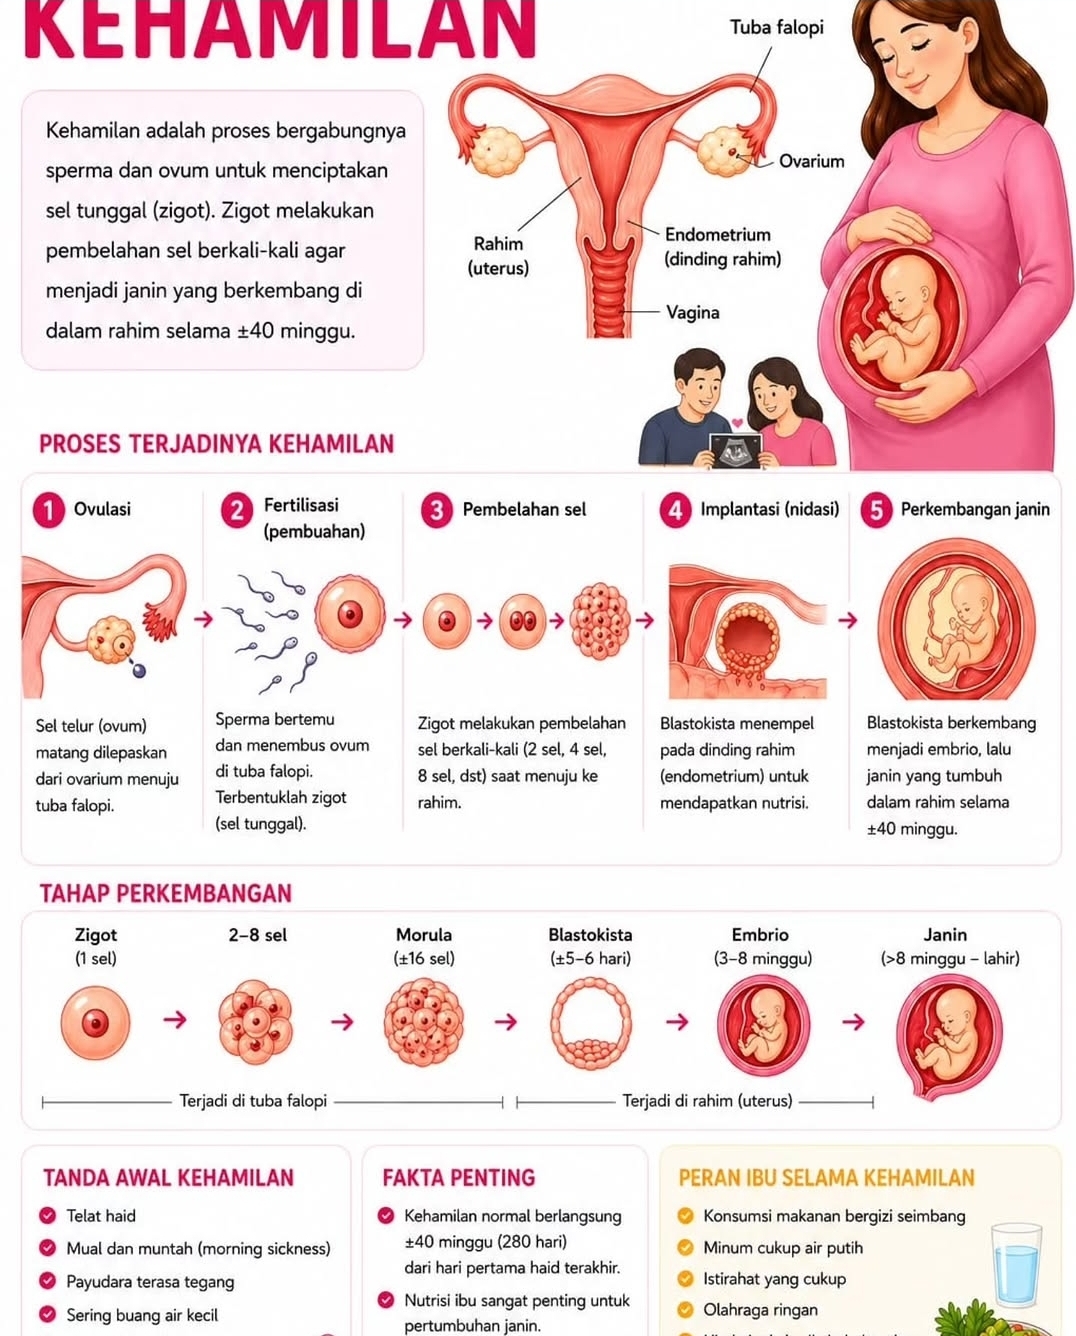 KEHAMILAN
Kehamilan adalah proses bergabungnya
sperma dan ovum untuk menciptakan
sel tunggal (zigot). Zigot melakukan
pembelahan sel berkali-kali agar
menjadi janin yang berkembang di
dalam rahim selama ±40 minggu.
Tuba falopi
Ovarium
Rahim
(uterus)
Endometrium
(dinding rahim)
Vagina
PROSES TERJADINYA KEHAMILAN
1 Ovulasi
Sel telur (ovum)
matang dilepaskan
dari ovarium menuju
tuba falopi.
2 Fertilisasi
(pembuahan)
Sperma bertemu
dan menembus ovum
di tuba falopi.
Terbentuklah zigot
(sel tunggal).
3 Pembelahan sel
Zigot melakukan pembelahan
sel berkali-kali (2 sel, 4 sel,
8 sel, dst) saat menuju ke
rahim.
4 Implantasi (nidasi)
Blastokista menempel
pada dinding rahim
(endometrium) untuk
mendapatkan nutrisi.
5 Perkembangan janin
Blastokista berkembang
menjadi embrio, lalu
janin yang tumbuh
dalam rahim selama
±40 minggu.
TAHAP PERKEMBANGAN
Zigot
(1 sel)
2–8 sel
Morula
(±16 sel)
Blastokista
(±5–6 hari)
Embrio
(3–8 minggu)
Janin
(>8 minggu – lahir)
Terjadi di tuba falopi
Terjadi di rahim (uterus)
TANDA AWAL KEHAMILAN
Telat haid
Mual dan muntah (morning sickness)
Payudara terasa tegang
Sering buang air kecil
FAKTA PENTING
Kehamilan normal berlangsung
±40 minggu (280 hari)
dari hari pertama haid terakhir.
Nutrisi ibu sangat penting untuk
pertumbuhan janin.
PERAN IBU SELAMA KEHAMILAN
Konsumsi makanan bergizi seimbang
Minum cukup air putih
Istirahat yang cukup
Olahraga ringan